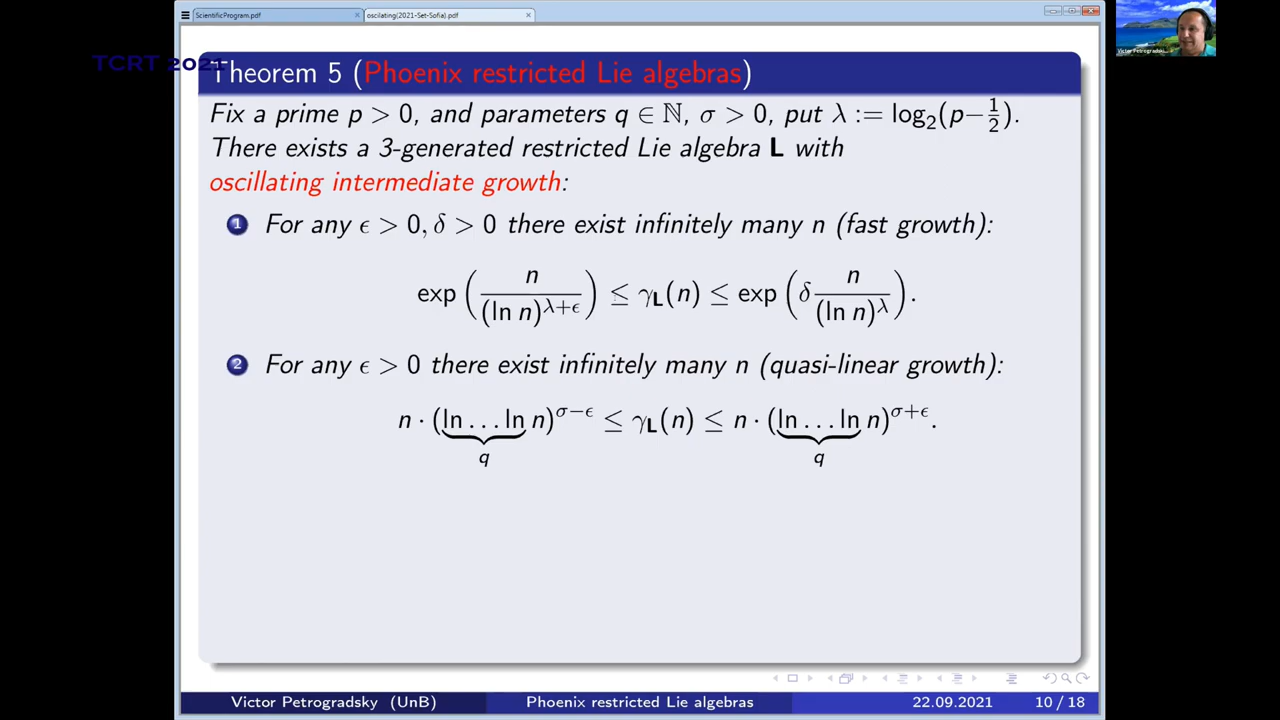 ScientificProgram.pdf
oscilating(2021-Set-Sofia).pdf
TCRT 2021
Theorem 5 (Phoenix restricted Lie algebras)
Fix a prime p > 0, and parameters q ∈ ℕ, σ > 0, put λ := log₂(p−1/2).
There exists a 3-generated restricted Lie algebra L with
oscillating intermediate growth:
1 For any ϵ > 0, δ > 0 there exist infinitely many n (fast growth):
exp(n/(ln n)^{λ+ϵ}) ≤ γ_L(n) ≤ exp(δ n/(ln n)^λ).
2 For any ϵ > 0 there exist infinitely many n (quasi-linear growth):
n · (ln . . . ln n)^{σ−ϵ} ≤ γ_L(n) ≤ n · (ln . . . ln n)^{σ+ϵ}.
q q
Victor Petrogradsky (UnB) Phoenix restricted Lie algebras 22.09.2021 10 / 18